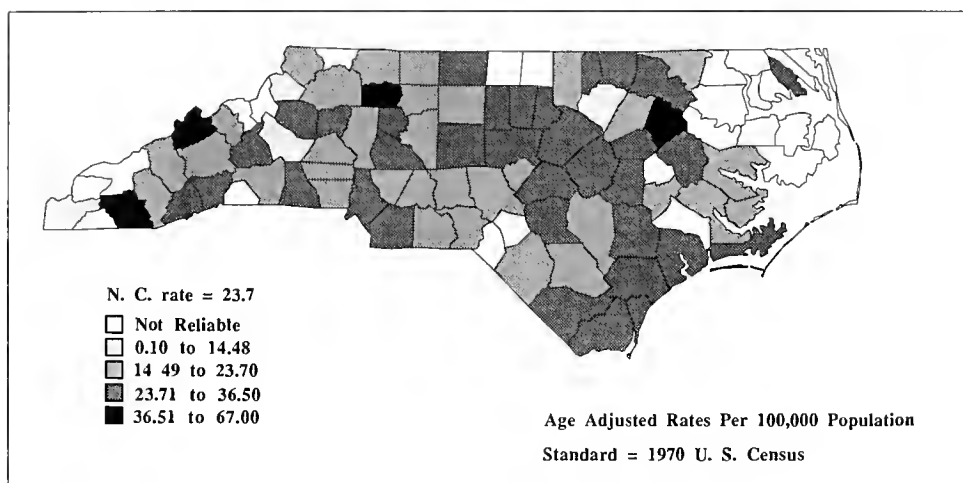 N. C. rate = 23.7
Not Reliable
0.10 to 14.48
14 49 to 23.70
23.71 to 36.50
36.51 to 67.00
Age Adjusted Rates Per 100,000 Population
Standard = 1970 U. S. Census